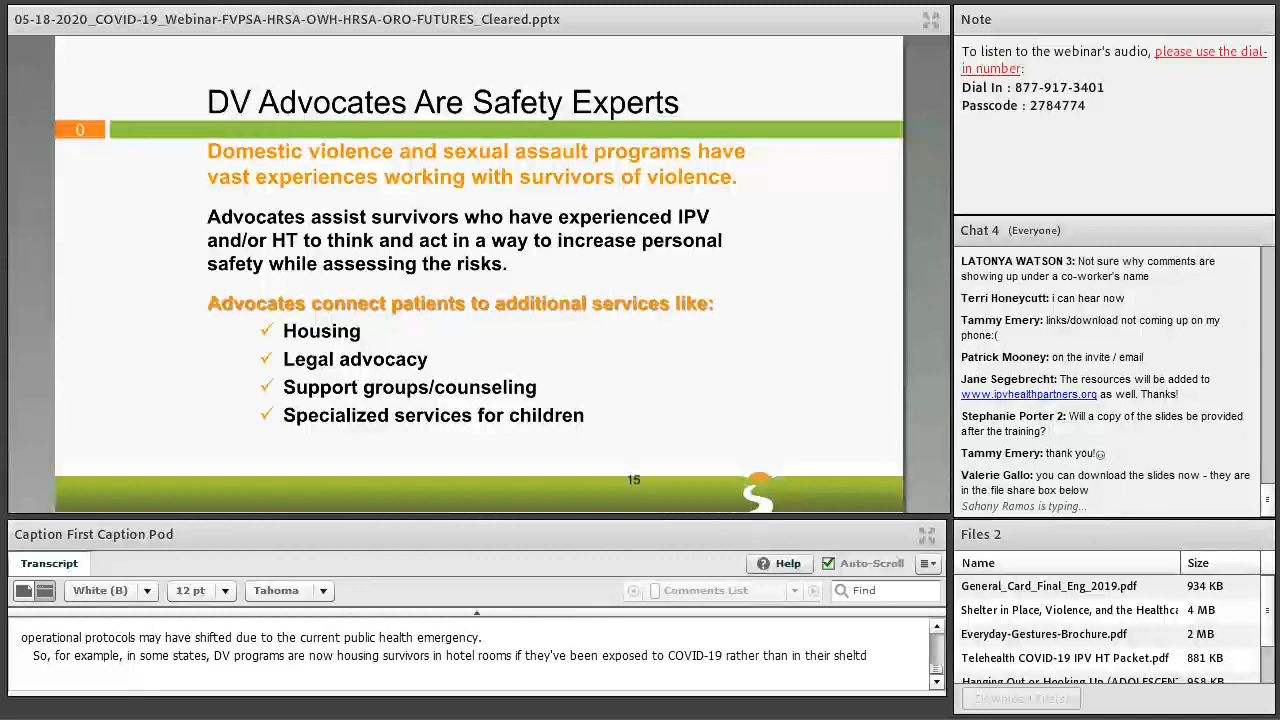 05-18-2020_COVID-19_Webinar-FVPSA-HRSA-OWH-HRSA-ORO-FUTURES_Cleared.pptx
DV Advocates Are Safety Experts
0
Domestic violence and sexual assault programs have
vast experiences working with survivors of violence.
Advocates assist survivors who have experienced IPV
and/or HT to think and act in a way to increase personal
safety while assessing the risks.
Advocates connect patients to additional services like:
✓ Housing
✓ Legal advocacy
✓ Support groups/counseling
✓ Specialized services for children
15
Note
To listen to the webinar's audio, please use the dial-
in number:
Dial In : 877-917-3401
Passcode : 2784774
Chat 4 (Everyone)
LATONYA WATSON 3: Not sure why comments are
showing up under a co-worker's name
Terri Honeycutt: i can hear now
Tammy Emery: links/download not coming up on my
phone:(
Patrick Mooney: on the invite / email
Jane Segebrecht: The resources will be added to
www.ipvhealthpartners.org as well. Thanks!
Stephanie Porter 2: Will a copy of the slides be provided
after the training?
Tammy Emery: thank you!☺
Valerie Gallo: you can download the slides now - they are
in the file share box below
Sahony Ramos is typing...
Caption First Caption Pod
Transcript
Help
Auto-Scroll
White (B)
12 pt
Tahoma
Comments List
Find
operational protocols may have shifted due to the current public health emergency.
So, for example, in some states, DV programs are now housing survivors in hotel rooms if they've been exposed to COVID-19 rather than in their sheltd
Files 2
Name Size
General_Card_Final_Eng_2019.pdf 934 KB
Shelter in Place, Violence, and the Healthca 4 MB
Everyday-Gestures-Brochure.pdf 2 MB
Telehealth COVID-19 IPV HT Packet.pdf 881 KB
Hanging Out or Hooking Up (ADOLESCENT 958 KB
Download File(s)